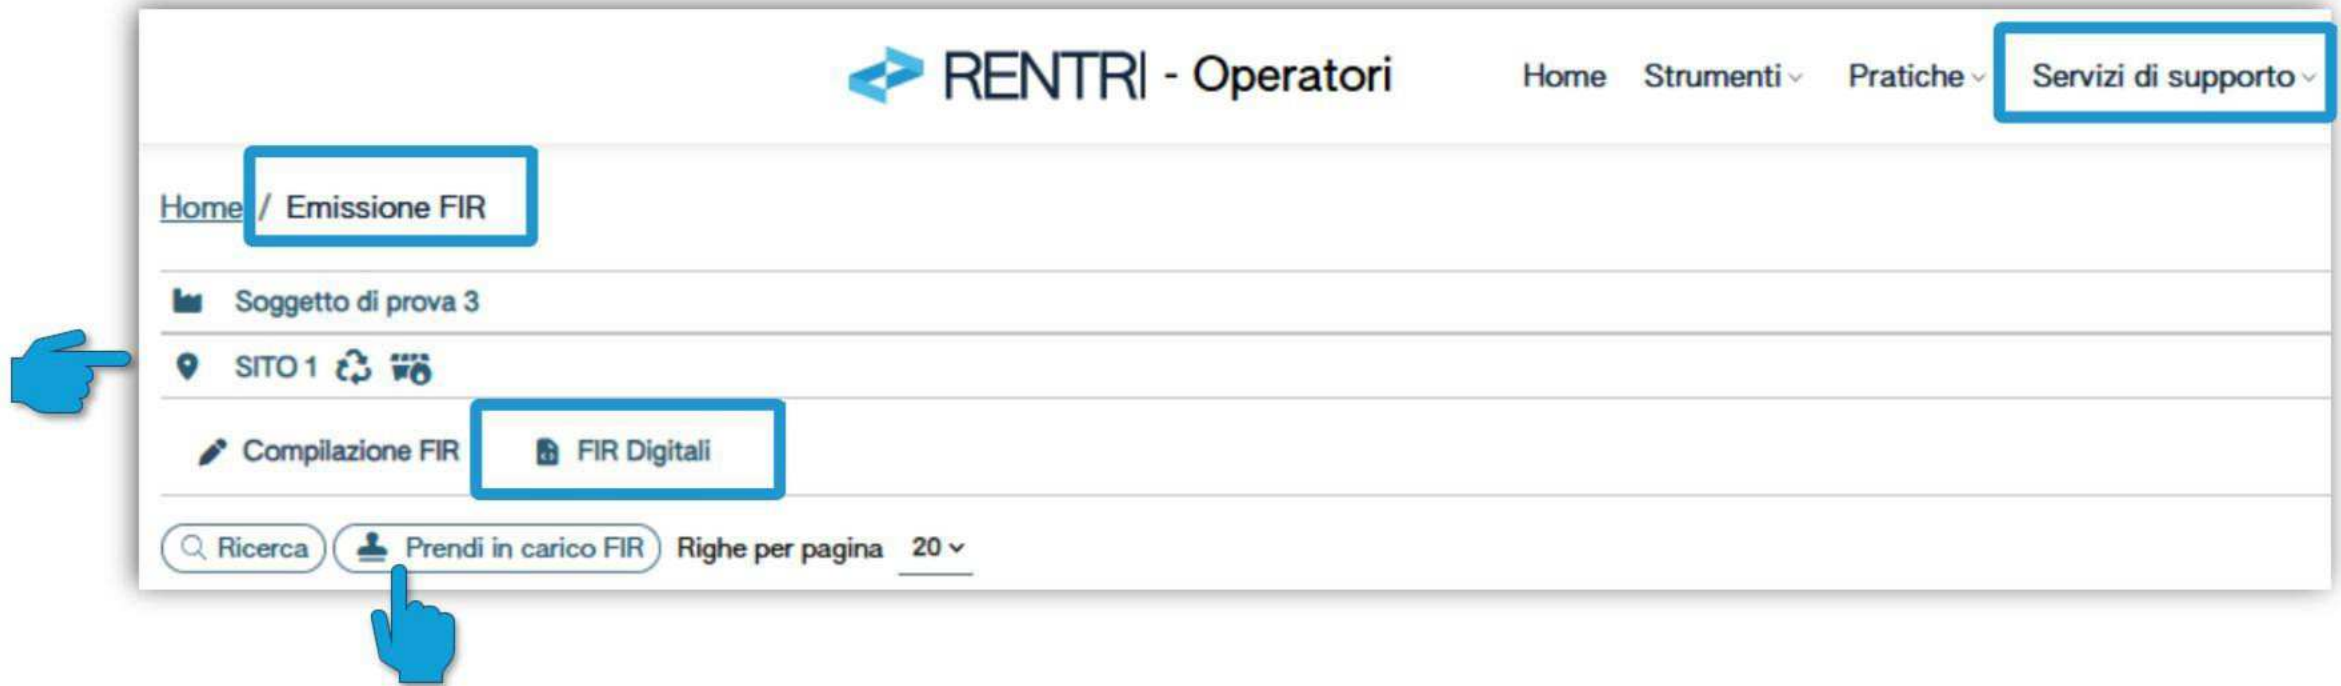 RENTRI - Operatori Home Strumenti Pratiche Servizi di supporto
Home / Emissione FIR
Soggetto di prova 3
SITO 1
Compilazione FIR FIR Digitali
Ricerca Prendi in carico FIR Righe per pagina 20